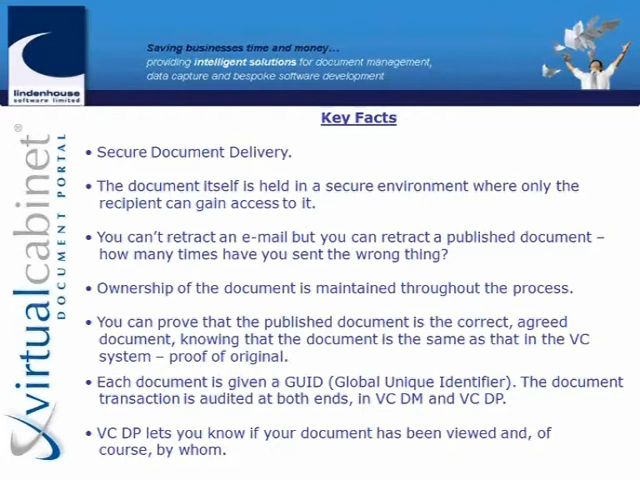 Saving businesses time and money...
providing intelligent solutions for document management,
data capture and bespoke software development
lindenhouse
software limited
virtualcabinet®
DOCUMENT PORTAL
Key Facts
• Secure Document Delivery.
• The document itself is held in a secure environment where only the
recipient can gain access to it.
• You can’t retract an e-mail but you can retract a published document –
how many times have you sent the wrong thing?
• Ownership of the document is maintained throughout the process.
• You can prove that the published document is the correct, agreed
document, knowing that the document is the same as that in the VC
system – proof of original.
• Each document is given a GUID (Global Unique Identifier). The document
transaction is audited at both ends, in VC DM and VC DP.
• VC DP lets you know if your document has been viewed and, of
course, by whom.